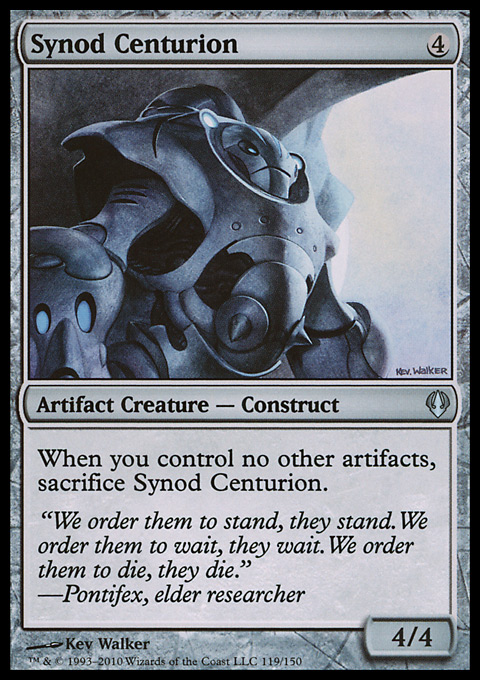 Synod Centurion 4
Kev. Walker
Artifact Creature — Construct
When you control no other artifacts,
sacrifice Synod Centurion.
“We order them to stand, they stand. We
order them to wait, they wait. We order
them to die, they die.”
—Pontifex, elder researcher
Kev Walker
4/4
™ & © 1993–2010 Wizards of the Coast LLC 119/150